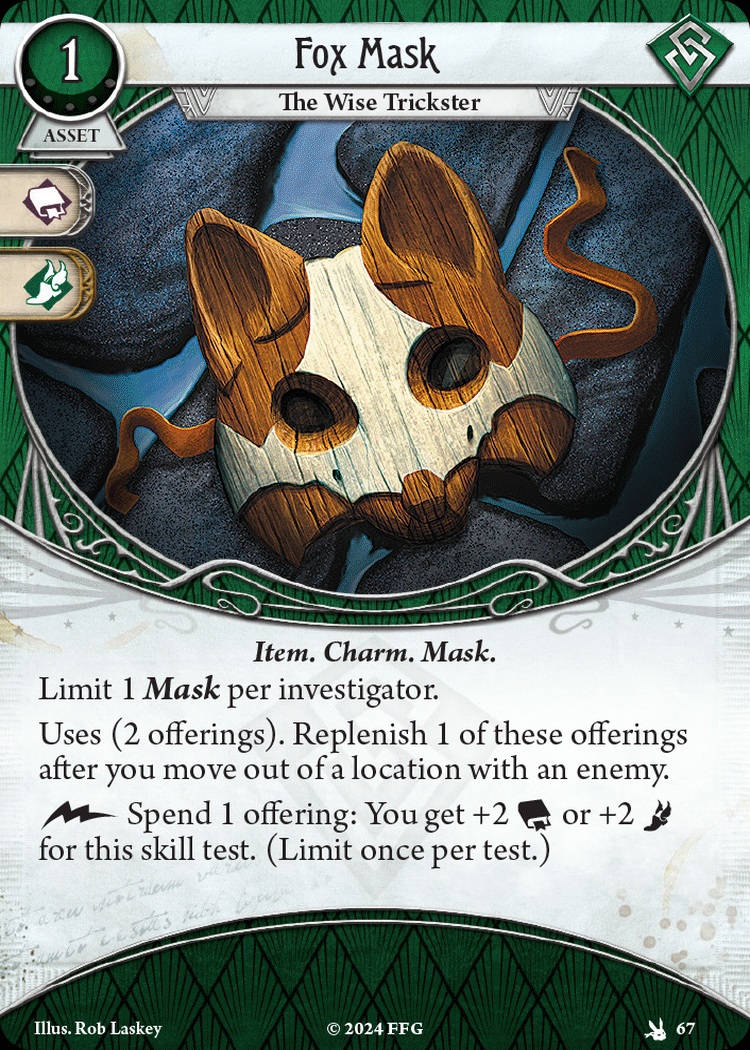 1
Fox Mask
The Wise Trickster
ASSET
Item. Charm. Mask.
Limit 1 Mask per investigator.
Uses (2 offerings). Replenish 1 of these offerings
after you move out of a location with an enemy.
Spend 1 offering: You get +2 or +2
for this skill test. (Limit once per test.)
Illus. Rob Laskey
© 2024 FFG
67